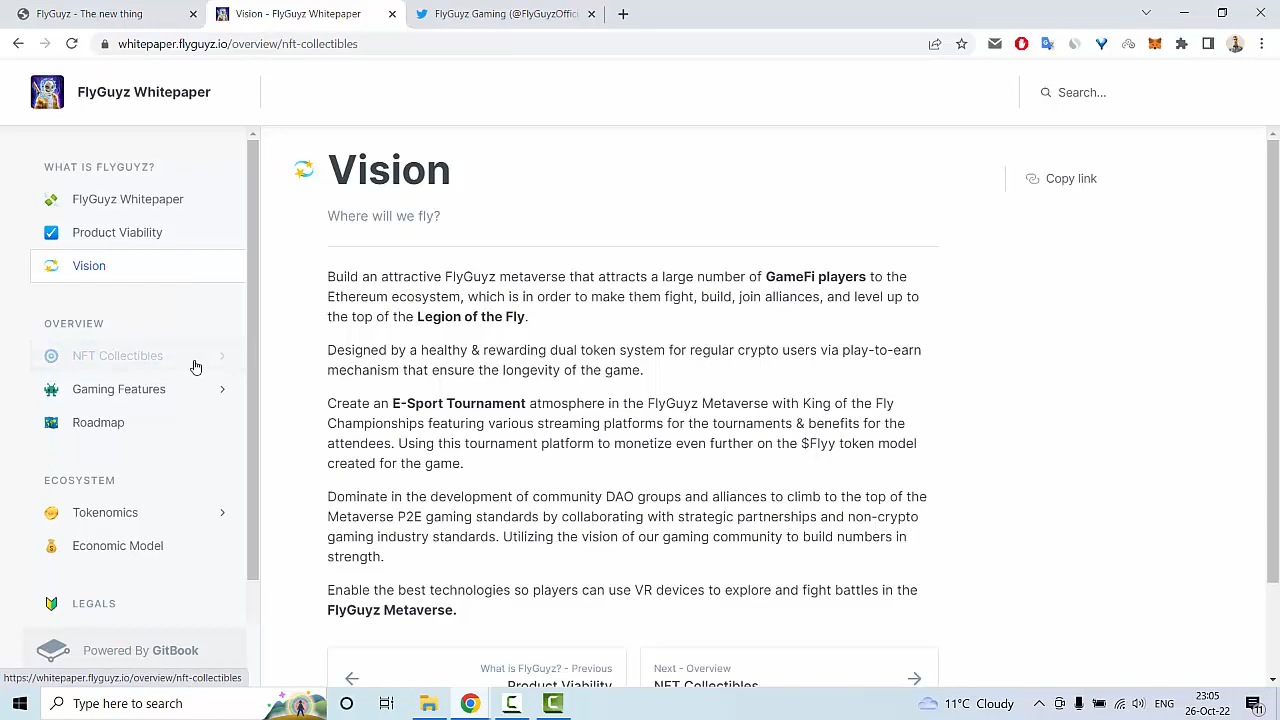 FlyGuyz - The new thing
Vision - FlyGuyz Whitepaper
FlyGuyz Gaming (@FlyGuyzOffici
whitepaper.flyguyz.io/overview/nft-collectibles
FlyGuyz Whitepaper
Search...
WHAT IS FLYGUYZ?
FlyGuyz Whitepaper
Product Viability
Vision
OVERVIEW
NFT Collectibles
Gaming Features
Roadmap
ECOSYSTEM
Tokenomics
Economic Model
LEGALS
Powered By GitBook
https://whitepaper.flyguyz.io/overview/nft-collectibles
Vision
Copy link
Where will we fly?
Build an attractive FlyGuyz metaverse that attracts a large number of GameFi players to the
Ethereum ecosystem, which is in order to make them fight, build, join alliances, and level up to
the top of the Legion of the Fly.
Designed by a healthy & rewarding dual token system for regular crypto users via play-to-earn
mechanism that ensure the longevity of the game.
Create an E-Sport Tournament atmosphere in the FlyGuyz Metaverse with King of the Fly
Championships featuring various streaming platforms for the tournaments & benefits for the
attendees. Using this tournament platform to monetize even further on the $Flyy token model
created for the game.
Dominate in the development of community DAO groups and alliances to climb to the top of the
Metaverse P2E gaming standards by collaborating with strategic partnerships and non-crypto
gaming industry standards. Utilizing the vision of our gaming community to build numbers in
strength.
Enable the best technologies so players can use VR devices to explore and fight battles in the
FlyGuyz Metaverse.
What is FlyGuyz? - Previous
Product Viability
Next - Overview
NFT Collectibles
Type here to search
11°C Cloudy
ENG
23:05
26-Oct-22